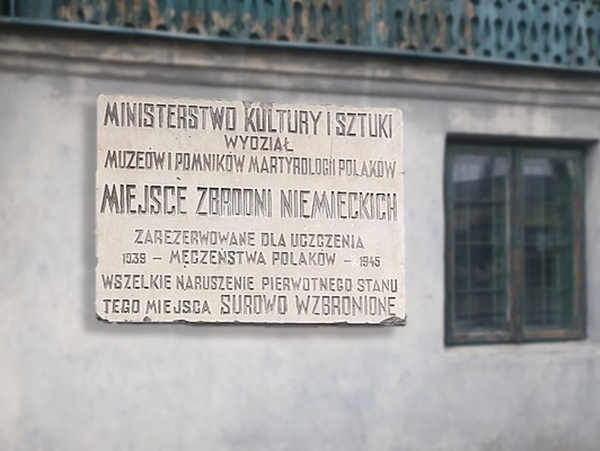 MINISTERSTWO KULTURY I SZTUKI
WYDZIAŁ
MUZEÓW I POMNIKÓW MARTYROLOGII POLAKÓW
MIEJSCE ZBRODNI NIEMIECKICH
ZAREZERWOWANE DLA UCZCZENIA
1939 – MĘCZEŃSTWA POLAKÓW – 1945
WSZELKIE NARUSZENIE PIERWOTNEGO STANU
TEGO MIEJSCA SUROWO WZBRONIONE